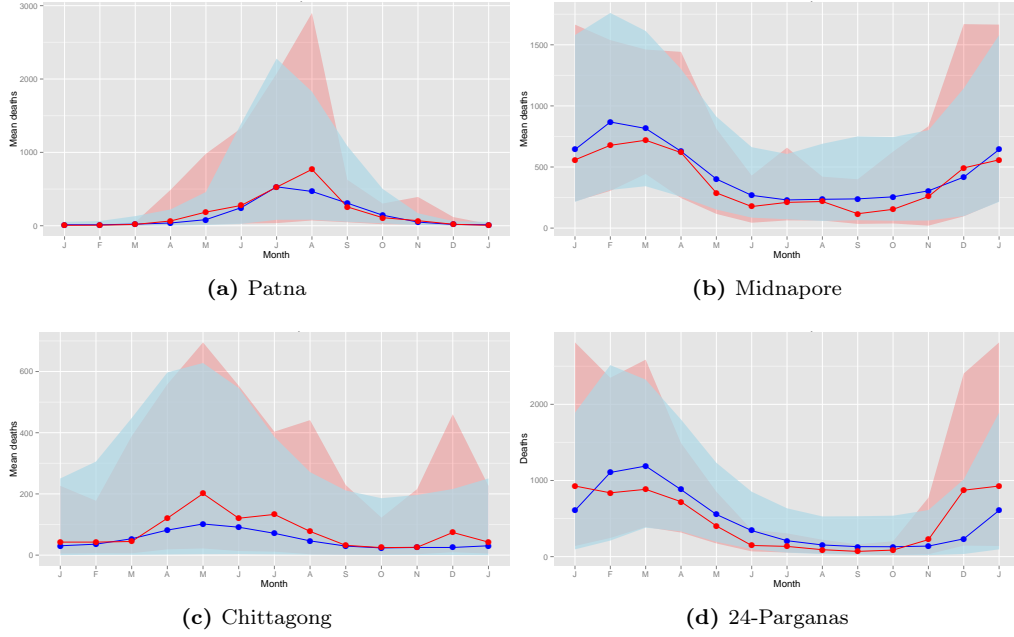 3000
2000
1000
0
Mean deaths
J F M A M J J A S O N D J
Month
(a) Patna
1500
1000
500
0
Mean deaths
J F M A M J J A S O N D J
Month
(b) Midnapore
600
400
200
0
Mean deaths
J F M A M J J A S O N D J
Month
(c) Chittagong
2000
1000
0
Deaths
J F M A M J J A S O N D J
Month
(d) 24-Parganas